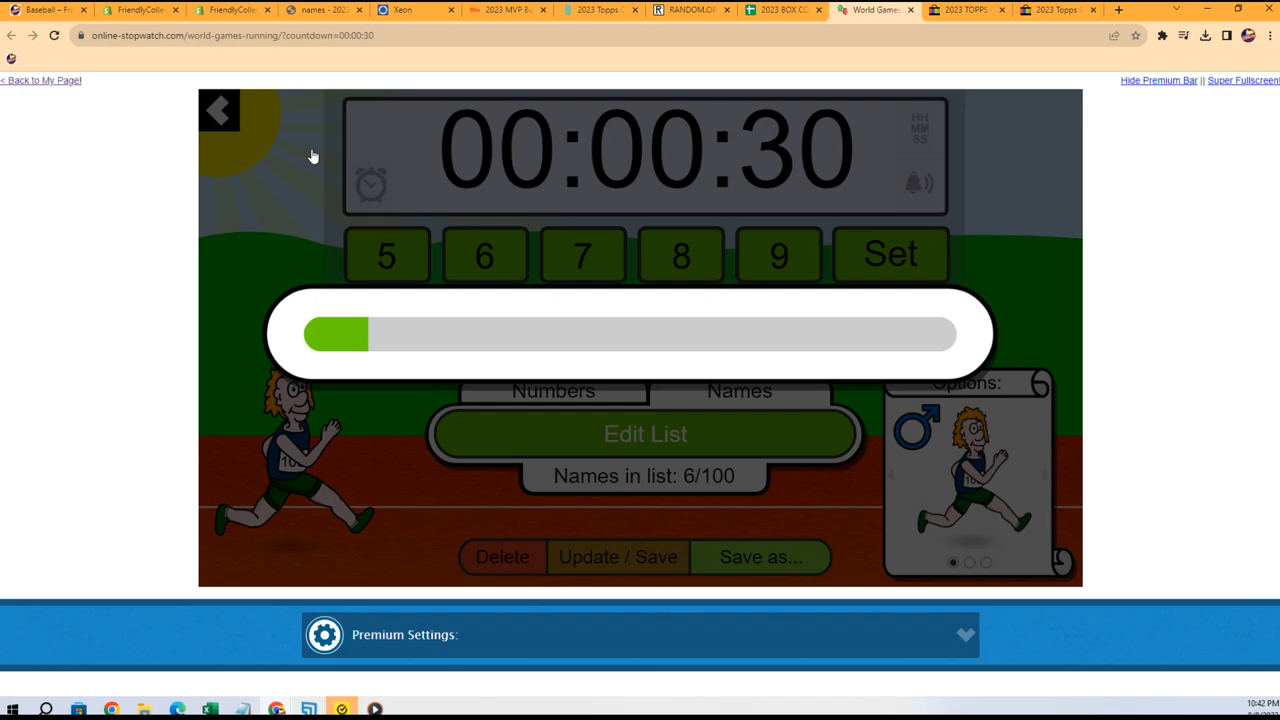 Baseball – Fri
FriendlyColle
FriendlyColle
names - 2023
Xeon
2023 MVP Bu
2023 Topps C
RANDOM.OR
2023 BOX CO
World Games
2023 TOPPS C
2023 Topps C
online-stopwatch.com/world-games-running/?countdown=00:00:30
< Back to My Page!
Hide Premium Bar || Super Fullscreen!
00:00:30
HH
MM
SS
5 6 7 8 9 Set
Numbers Names
Options:
Edit List
Names in list: 6/100
Delete Update / Save Save as...
Premium Settings:
10:42 PM